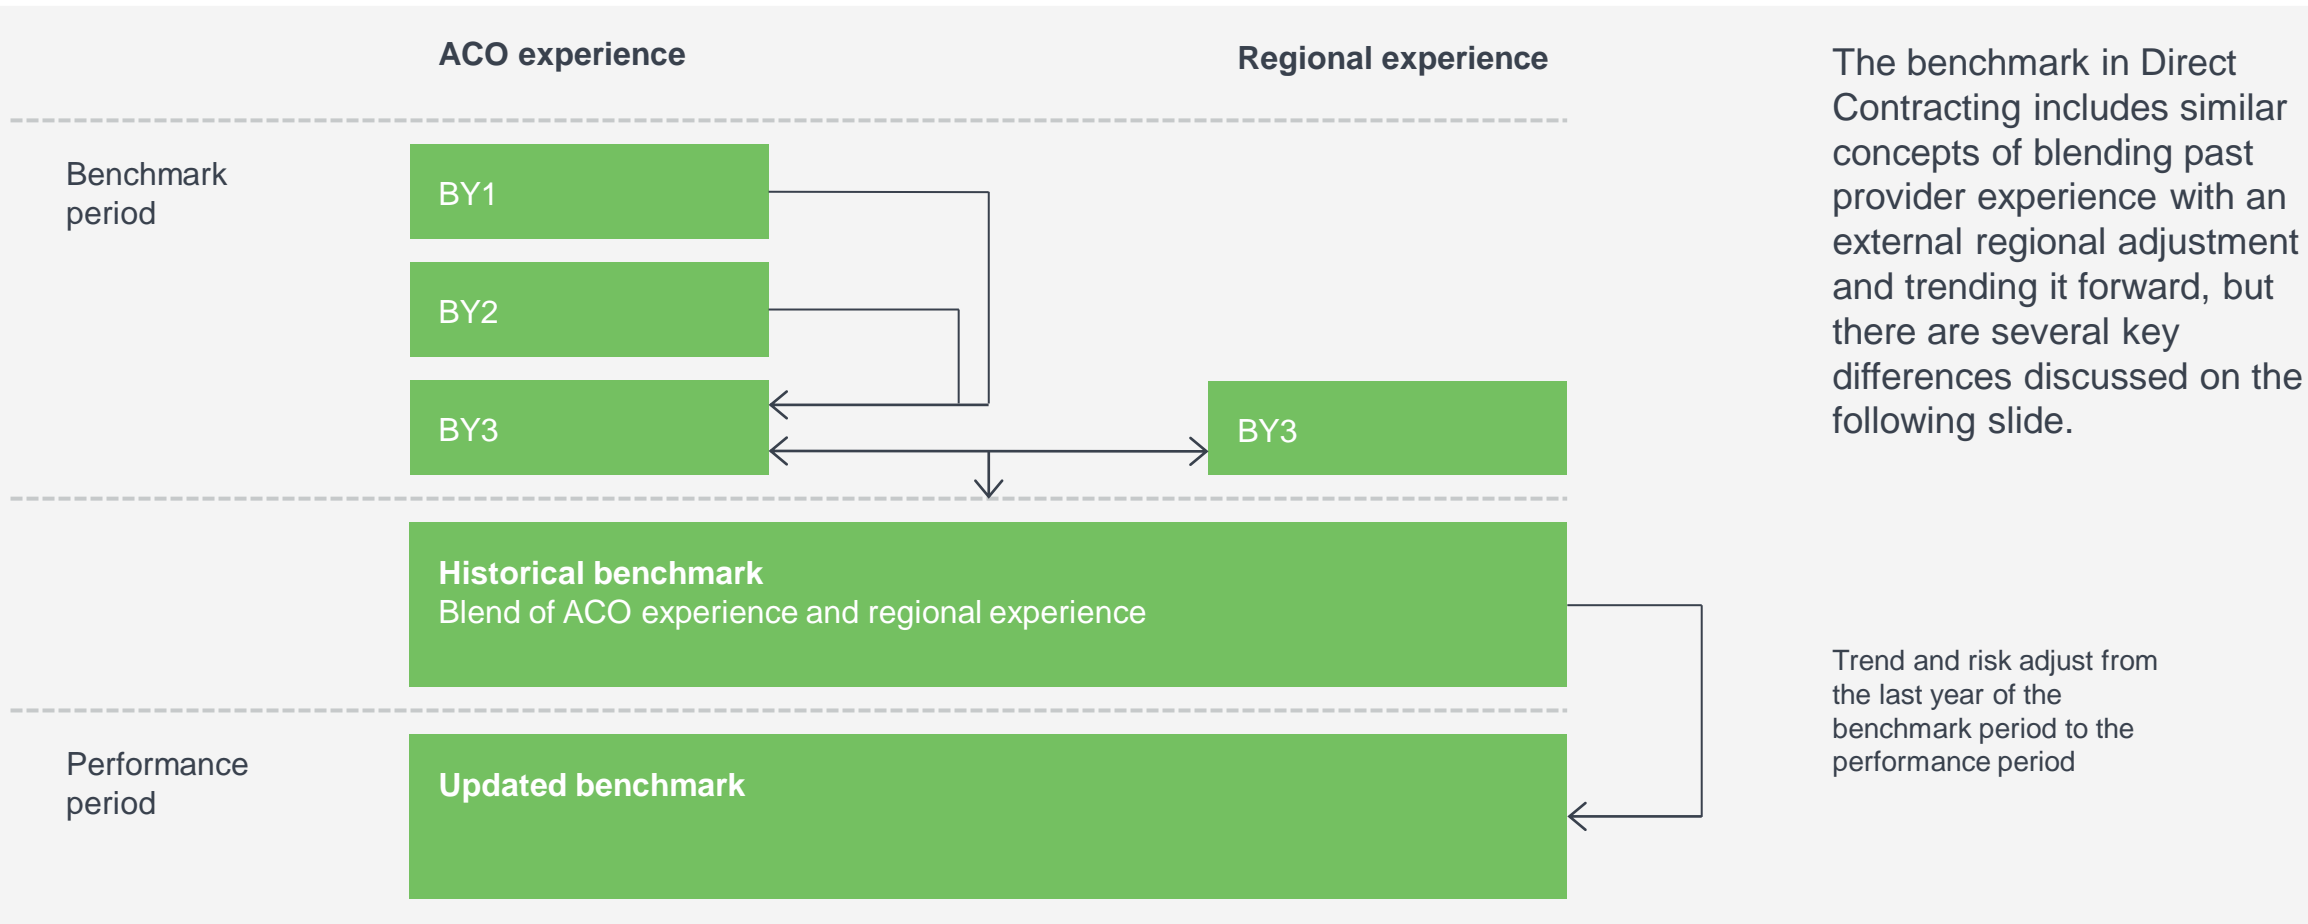 ACO experience
Regional experience
Benchmark
period
BY1
BY2
BY3
BY3
Historical benchmark
Blend of ACO experience and regional experience
Performance
period
Updated benchmark
The benchmark in Direct
Contracting includes similar
concepts of blending past
provider experience with an
external regional adjustment
and trending it forward, but
there are several key
differences discussed on the
following slide.
Trend and risk adjust from
the last year of the
benchmark period to the
performance period